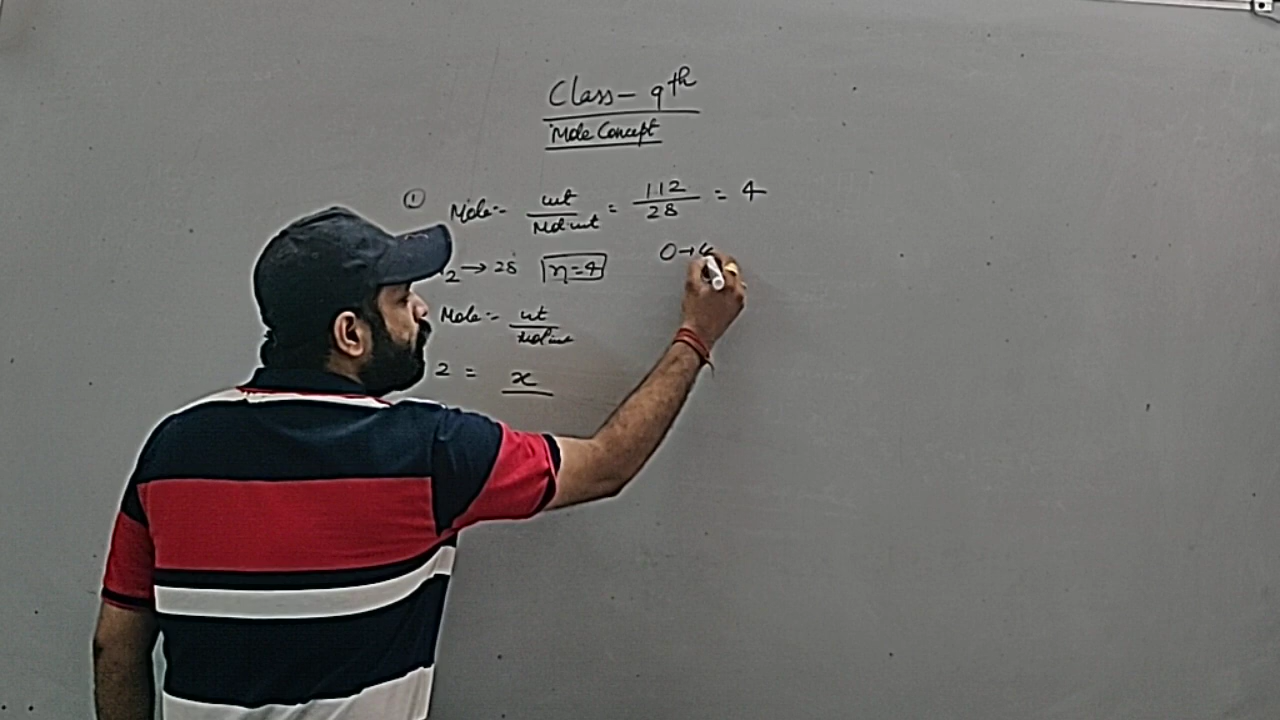 Class- 9th
Mole Concept
① Mole:- wt / Mol wt = 112 / 28 = 4
2 → 28 n=4
O→
Mole:- wt / Mol wt
2 = x